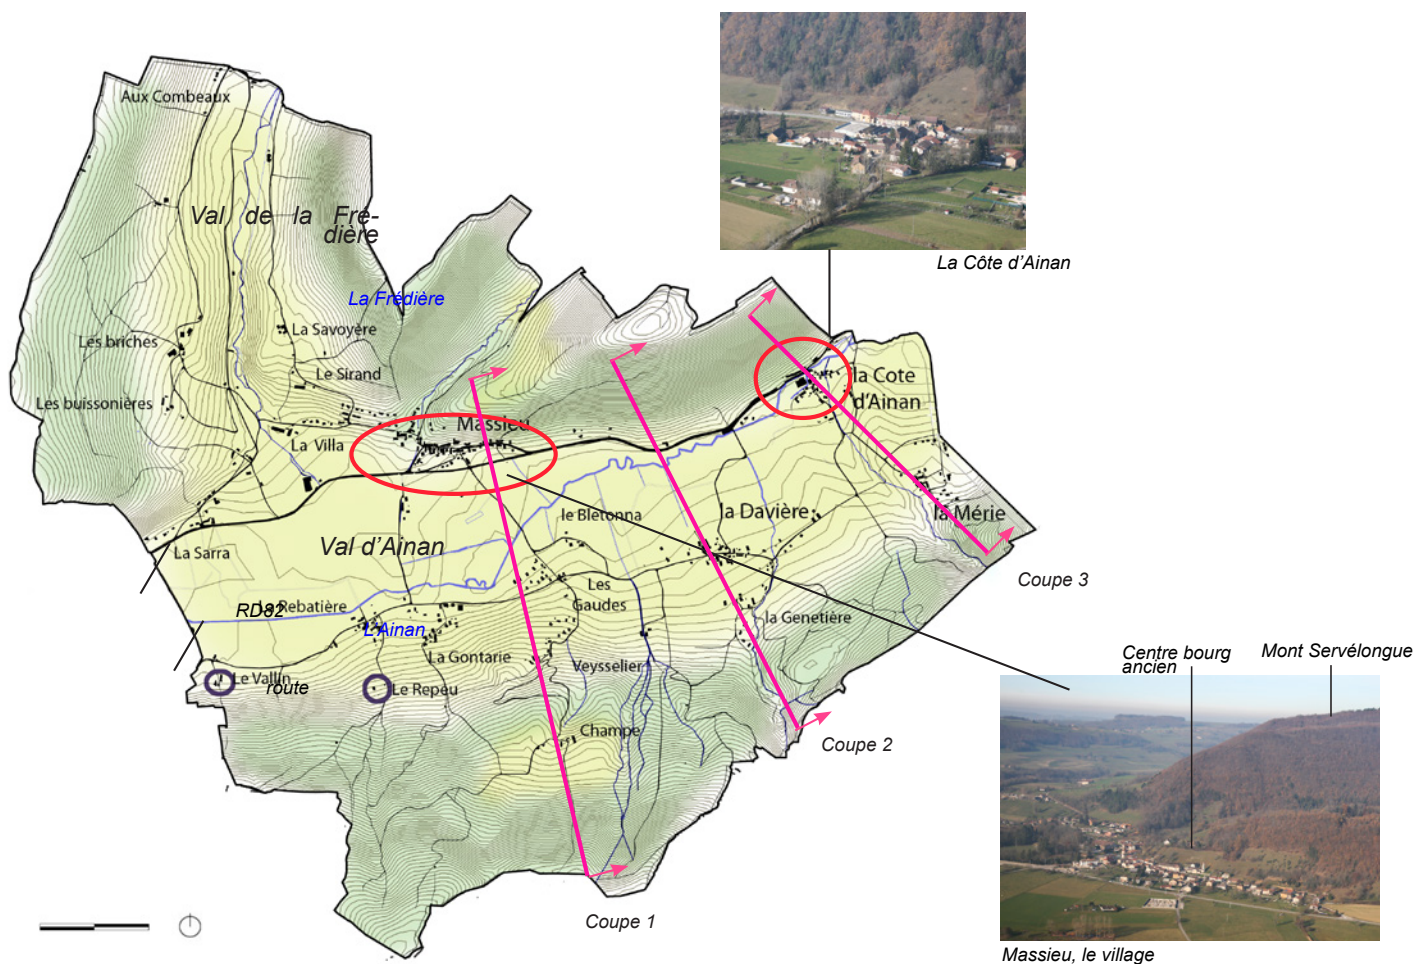 Aux Combeaux
Val de la Fré-
dière
La Côte d'Ainan
La Frédière
La Savoyère
Les briches
Le Sirand
Les buissonières
la Cote
d'Ainan
Massieu
La Villa
le Bletonna
la Davière
la Mérie
La Sarra
Val d'Ainan
Coupe 3
Les
Gaudes
RD82
La Rebatière
L'Ainan
la Genetière
La Gontarie
Veysselier
Centre bourg
ancien
Mont Servélongue
Le Vallin
route
Le Repeu
Champe
Coupe 2
Coupe 1
Massieu, le village